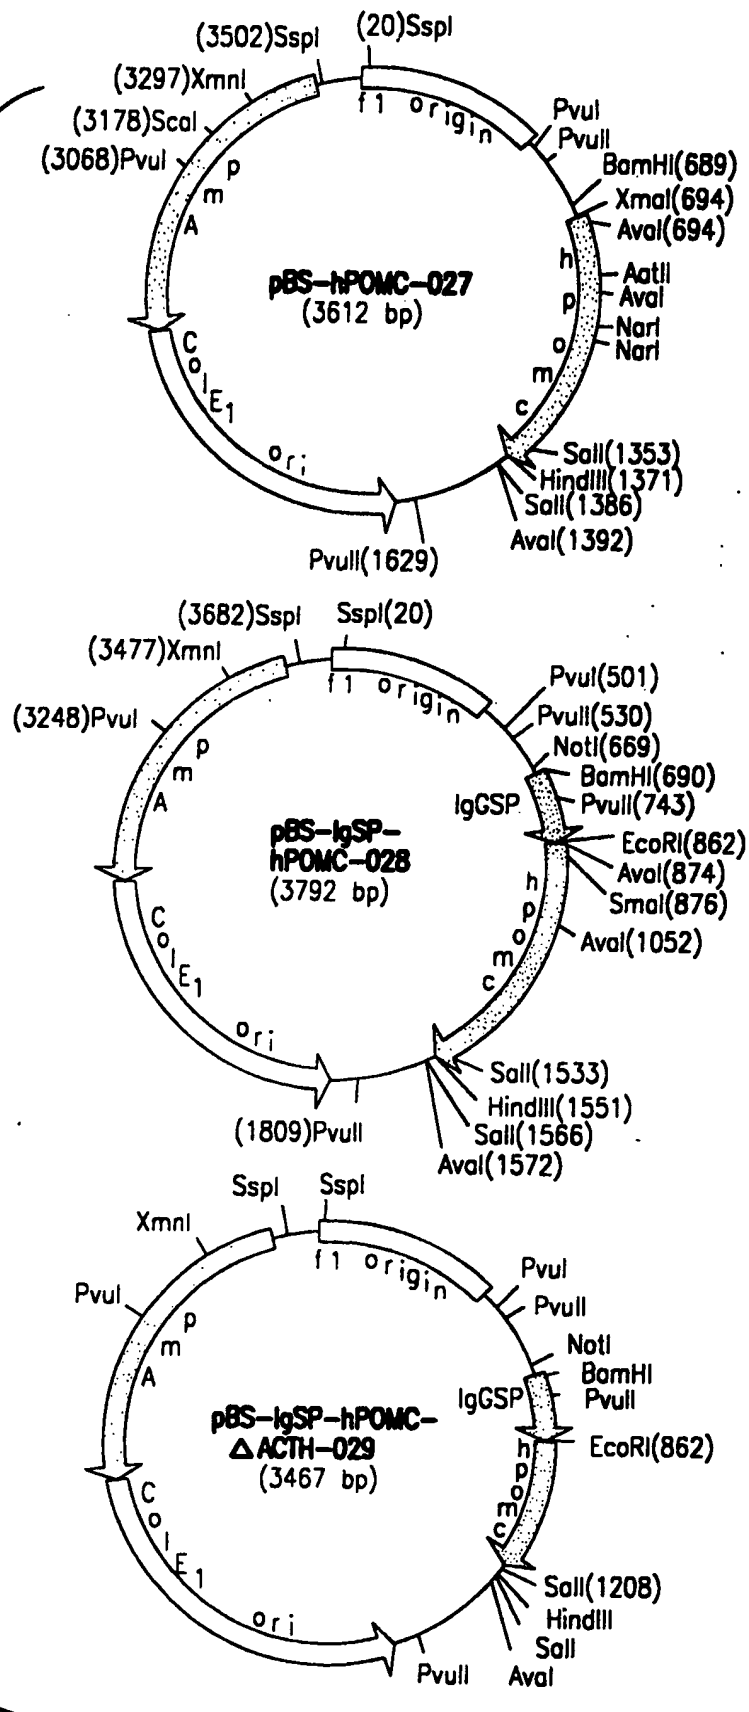 (3502)SspI
(20)SspI
(3297)XmnI
(3178)ScaI
(3068)PvuI
f1 origin
PvuI
PvuII
BamHI(689)
XmaI(694)
AvaI(694)
AatII
AvaI
NarI
NarI
Amp
hpomc
pBS-hPOMC-027
(3612 bp)
ColE1 ori
SalI(1353)
HindIII(1371)
SalI(1386)
AvaI(1392)
PvuII(1629)
(3682)SspI
SspI(20)
(3477)XmnI
(3248)PvuI
f1 origin
PvuI(501)
PvuII(530)
NotI(669)
BamHI(690)
PvuII(743)
IgGSP
EcoRI(862)
AvaI(874)
SmaI(876)
AvaI(1052)
Amp
hpomc
pBS-IgSP-
hPOMC-028
(3792 bp)
ColE1 ori
SalI(1533)
HindIII(1551)
SalI(1566)
AvaI(1572)
(1809)PvuII
SspI
SspI
XmnI
PvuI
f1 origin
PvuI
PvuII
NotI
BamHI
PvuII
IgGSP
EcoRI(862)
Amp
hpomc
pBS-IgSP-hPOMC-
ΔACTH-029
(3467 bp)
ColE1 ori
SalI(1208)
HindIII
SalI
AvaI
PvuII